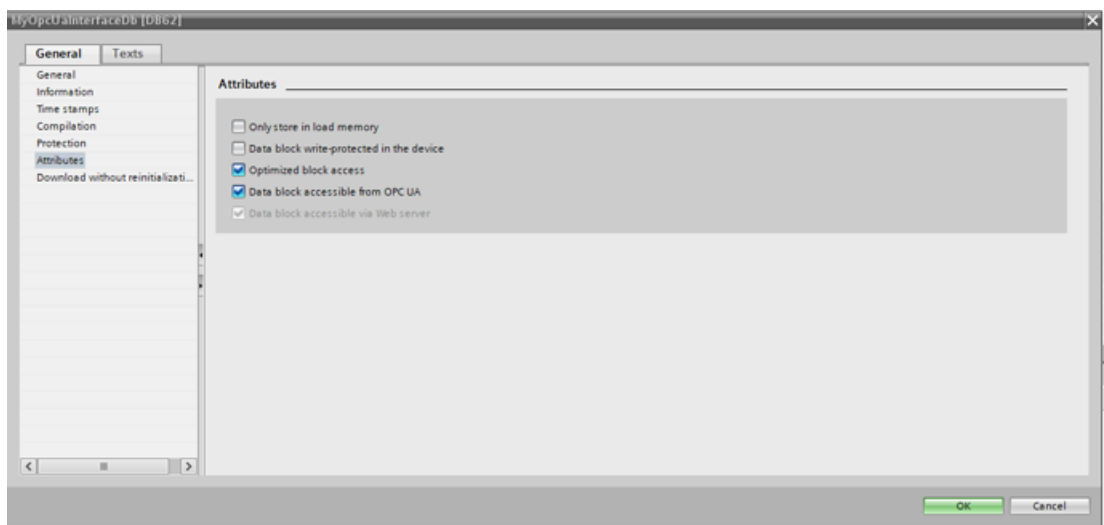 MyOpcUaInterfaceDb [DB62]
General Texts
General
Information
Time stamps
Compilation
Protection
Attributes
Download without reinitializati...
Attributes
Only store in load memory
Data block write-protected in the device
Optimized block access
Data block accessible from OPC UA
Data block accessible via Web server
OK Cancel